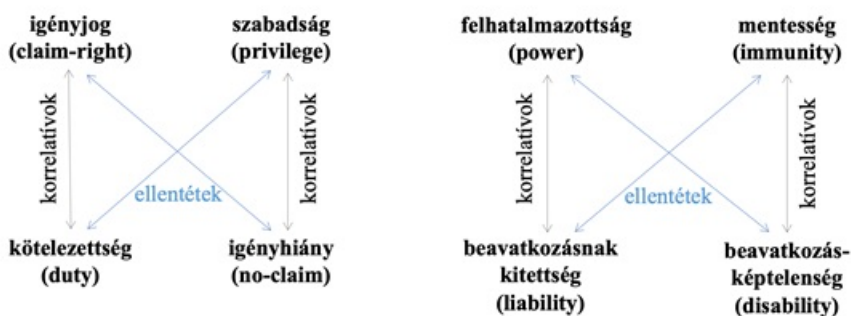 igényjog
(claim-right)
szabadság
(privilege)
korrelatívok
korrelatívok
ellentétek
kötelezettség
(duty)
igényhiány
(no-claim)
felhatalmazottság
(power)
mentesség
(immunity)
korrelatívok
korrelatívok
ellentétek
beavatkozásnak
kitettség
(liability)
beavatkozás-
képtelenség
(disability)